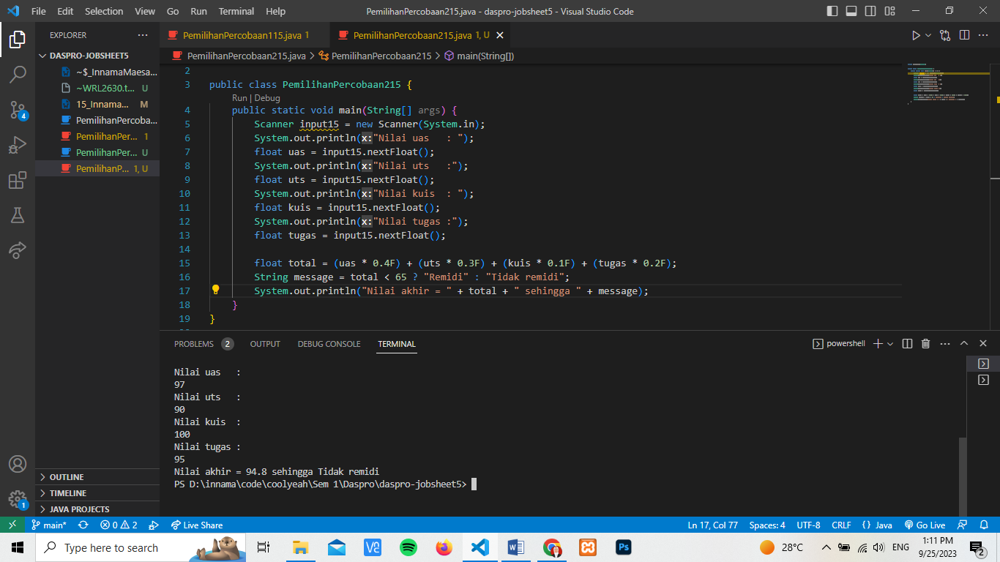 File Edit Selection View Go Run Terminal Help PemilihanPercobaan215.java - daspro-jobsheet5 - Visual Studio Code
EXPLORER ···
DASPRO-JOBSHEET5
~$_InnamaMaesa...
~WRL2630.t... U
15_Innama... M
PemilihanPercoba...
PemilihanPer... 1
PemilihanPer... U
PemilihanP... 1, U
OUTLINE
TIMELINE
JAVA PROJECTS
4
1
PemilihanPercobaan115.java 1 PemilihanPercobaan215.java 1, U
PemilihanPercobaan215.java > PemilihanPercobaan215 > main(String[])
2
3 public class PemilihanPercobaan215 {
Run | Debug
4 public static void main(String[] args) {
5 Scanner input15 = new Scanner(System.in);
6 System.out.println(x:"Nilai uas   : ");
7 float uas = input15.nextFloat();
8 System.out.println(x:"Nilai uts   :");
9 float uts = input15.nextFloat();
10 System.out.println(x:"Nilai kuis  : ");
11 float kuis = input15.nextFloat();
12 System.out.println(x:"Nilai tugas :");
13 float tugas = input15.nextFloat();
14
15 float total = (uas * 0.4F) + (uts * 0.3F) + (kuis * 0.1F) + (tugas * 0.2F);
16 String message = total < 65 ? "Remidi" : "Tidak remidi";
17 System.out.println("Nilai akhir = " + total + " sehingga " + message);
18 }
19 }
PROBLEMS 2 OUTPUT DEBUG CONSOLE TERMINAL powershell
Nilai uas   :
97
Nilai uts   :
90
Nilai kuis  :
100
Nilai tugas :
95
Nilai akhir = 94.8 sehingga Tidak remidi
PS D:\innama\code\coolyeah\Sem 1\Daspro\daspro-jobsheet5>
main* 0 2 Live Share Ln 17, Col 77 Spaces: 4 UTF-8 CRLF {} Java Go Live
Type here to search 28°C ENG 1:11 PM
9/25/2023 2
Ps